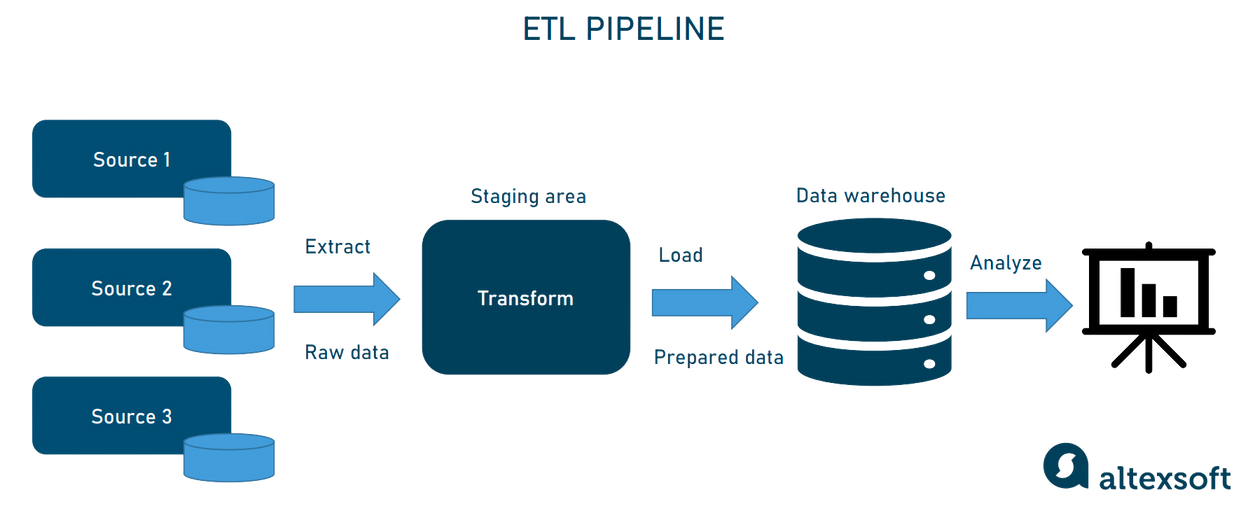 ETL PIPELINE
Source 1
Source 2
Source 3
Extract
Raw data
Staging area
Transform
Load
Prepared data
Data warehouse
Analyze
altexsoft